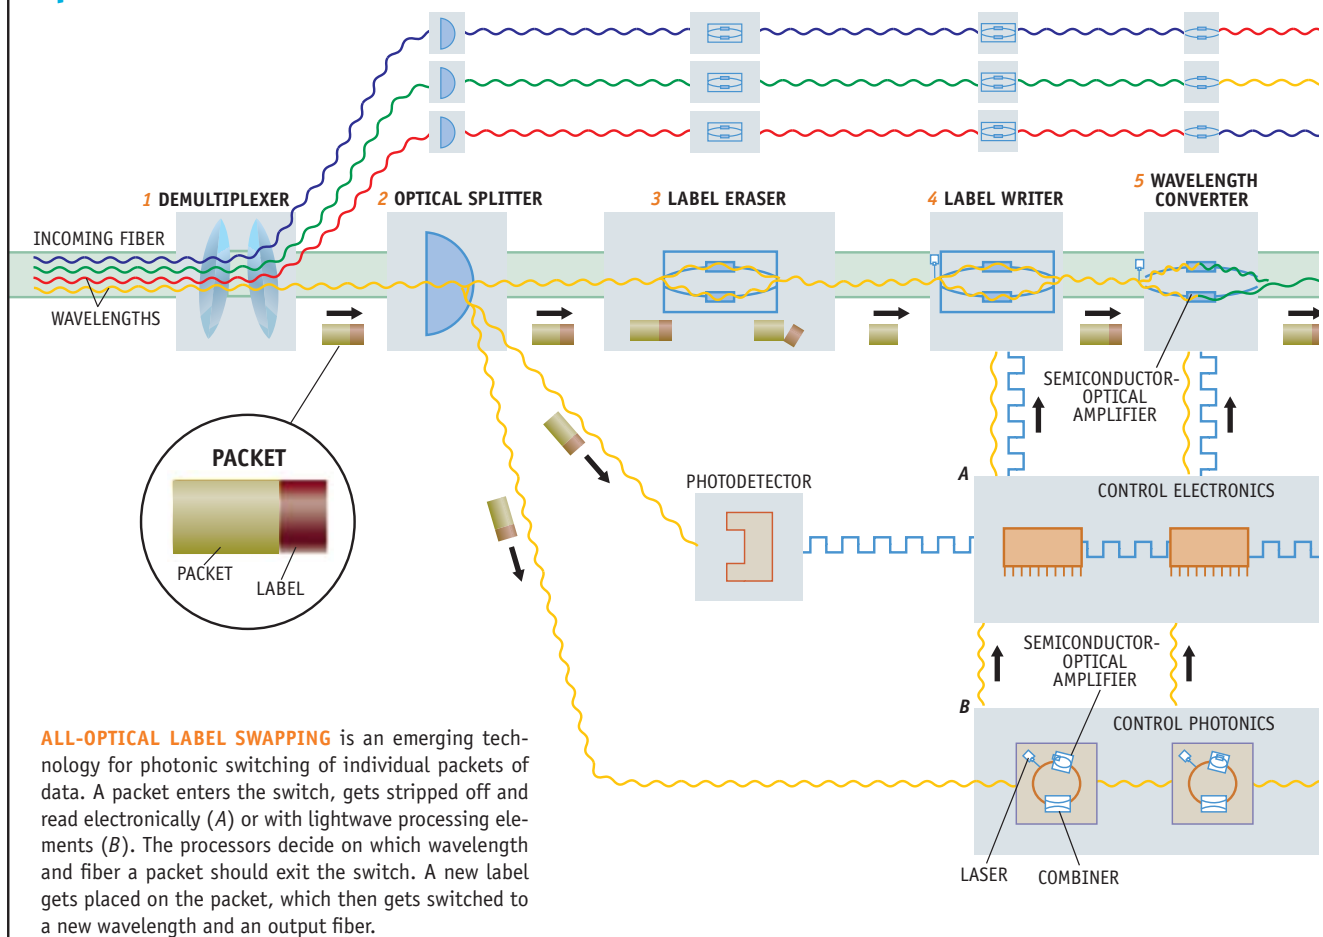 1 DEMULTIPLEXER
2 OPTICAL SPLITTER
3 LABEL ERASER
4 LABEL WRITER
5 WAVELENGTH
CONVERTER
INCOMING FIBER
WAVELENGTHS
SEMICONDUCTOR-
OPTICAL
AMPLIFIER
PACKET
PACKET
LABEL
PHOTODETECTOR
A
CONTROL ELECTRONICS
SEMICONDUCTOR-
OPTICAL
AMPLIFIER
B
CONTROL PHOTONICS
LASER
COMBINER
ALL-OPTICAL LABEL SWAPPING is an emerging tech-
nology for photonic switching of individual packets of
data. A packet enters the switch, gets stripped off and
read electronically (A) or with lightwave processing ele-
ments (B). The processors decide on which wavelength
and fiber a packet should exit the switch. A new label
gets placed on the packet, which then gets switched to
a new wavelength and an output fiber.